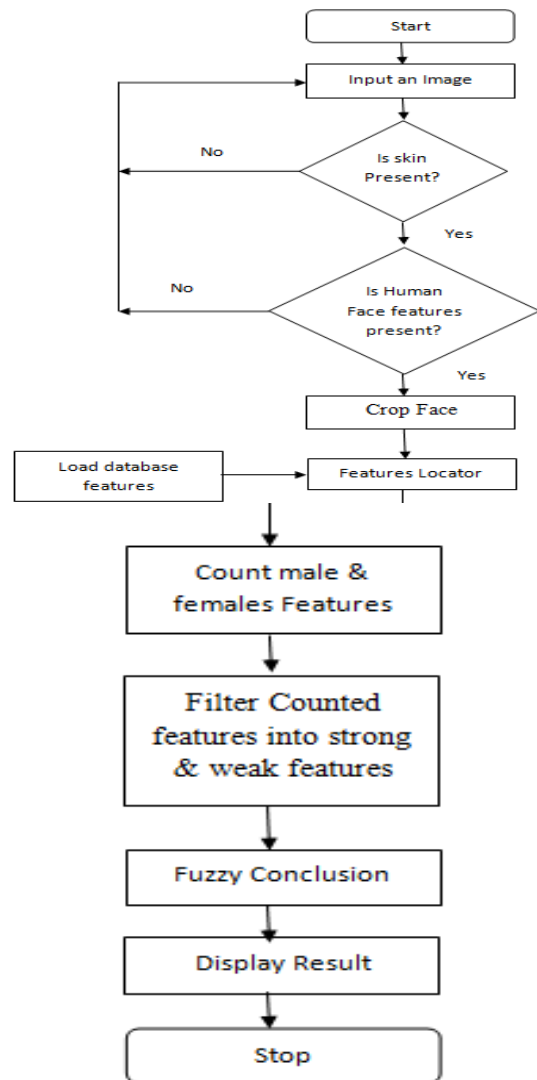 Start
Input an Image
No
Is skin
Present?
Yes
No
Is Human
Face features
present?
Yes
Crop Face
Load database
features
Features Locator
Count male &
females Features
Filter Counted
features into strong
& weak features
Fuzzy Conclusion
Display Result
Stop